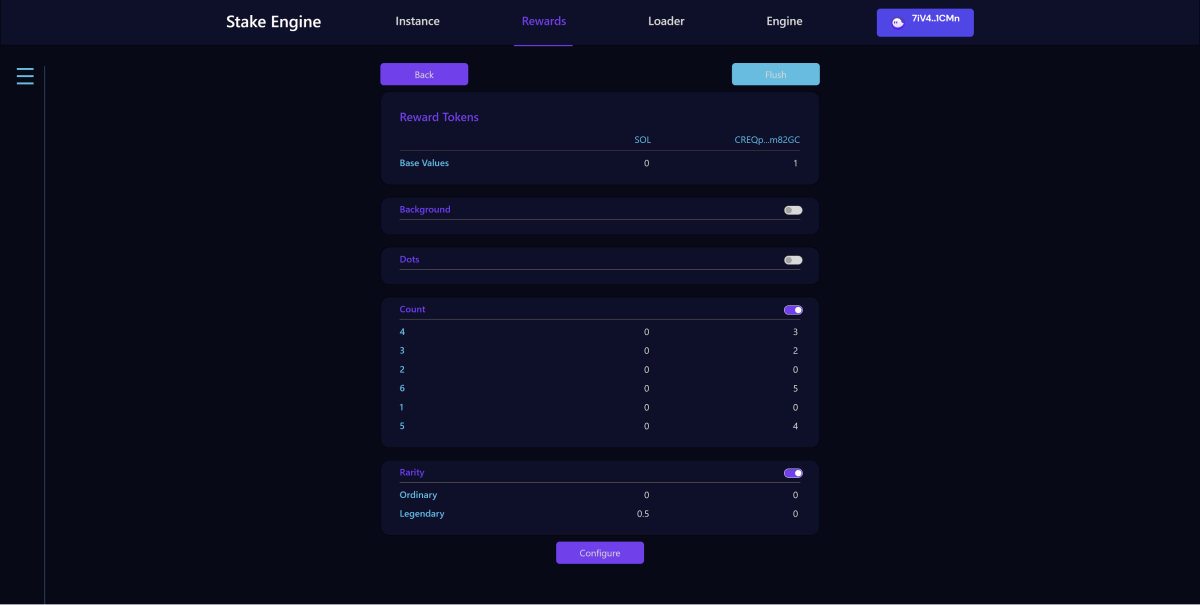 Stake Engine Instance Rewards Loader Engine 7iV4..1CMn
Back Flush
Reward Tokens
SOL CREQp...m82GC
Base Values 0 1
Background
Dots
Count
4 0 3
3 0 2
2 0 0
6 0 5
1 0 0
5 0 4
Rarity
Ordinary 0 0
Legendary 0.5 0
Configure